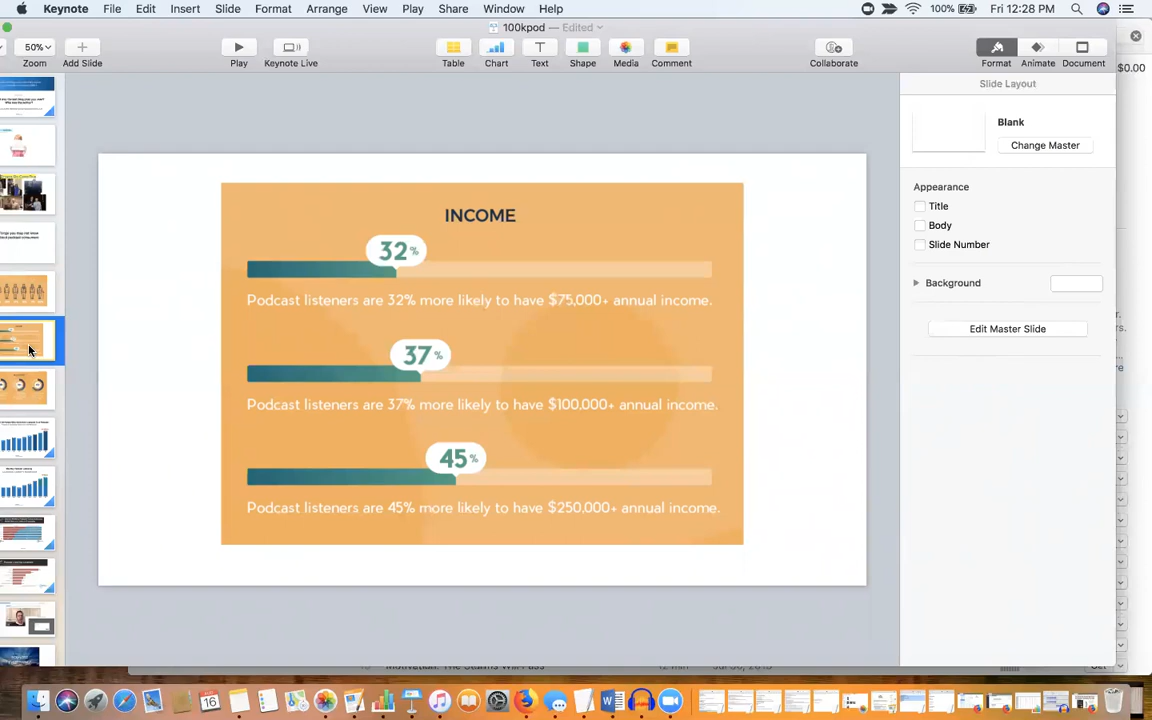 Keynote File Edit Insert Slide Format Arrange View Play Share Window Help 100% Fri 12:28 PM
100kpod — Edited
50% Zoom Add Slide Play Keynote Live Table Chart Text Shape Media Comment Collaborate Format Animate Document
$0.00
Slide Layout
Blank
Change Master
Appearance
Title
Body
Slide Number
Background
Edit Master Slide
INCOME
32%
Podcast listeners are 32% more likely to have $75,000+ annual income.
37%
Podcast listeners are 37% more likely to have $100,000+ annual income.
45%
Podcast listeners are 45% more likely to have $250,000+ annual income.
16